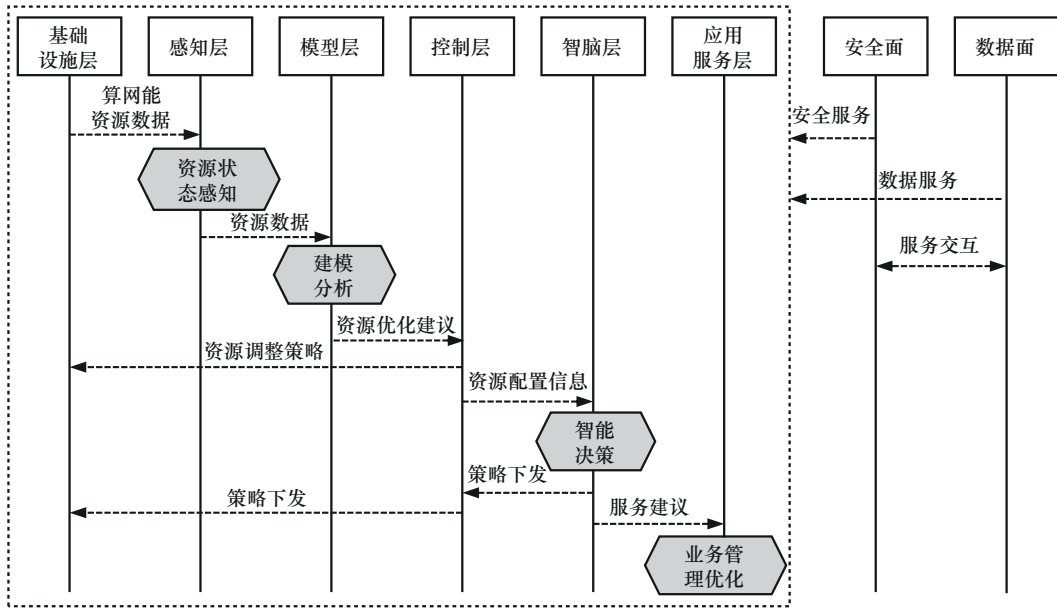 基础
设施层
感知层
模型层
控制层
智脑层
应用
服务层
安全面
数据面
算网能
资源数据
安全服务
资源状
态感知
数据服务
资源数据
服务交互
建模
分析
资源优化建议
资源调整策略
资源配置信息
智能
决策
策略下发
策略下发
服务建议
业务管
理优化